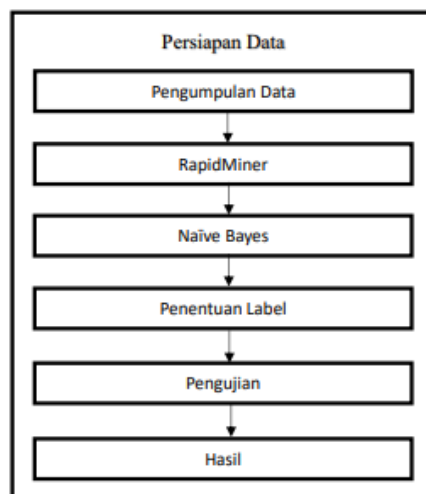 Persiapan Data
Pengumpulan Data
RapidMiner
Naïve Bayes
Penentuan Label
Pengujian
Hasil